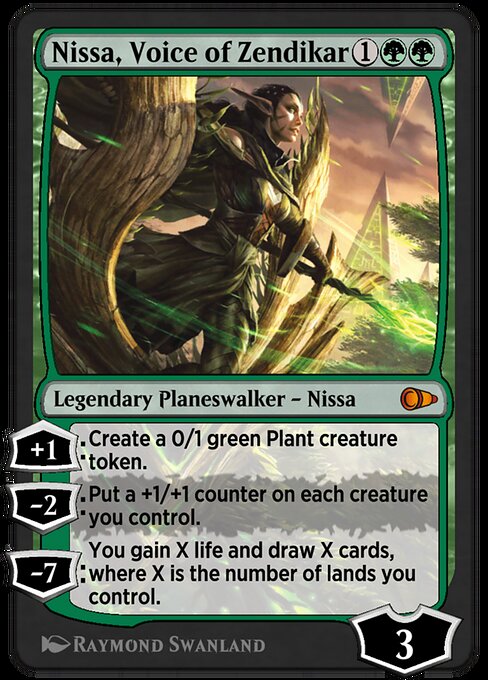 Nissa, Voice of Zendikar 1
Legendary Planeswalker – Nissa
+1 : Create a 0/1 green Plant creature
token.
-2 : Put a +1/+1 counter on each creature
you control.
-7 : You gain X life and draw X cards,
where X is the number of lands you
control.
Raymond Swanland
3